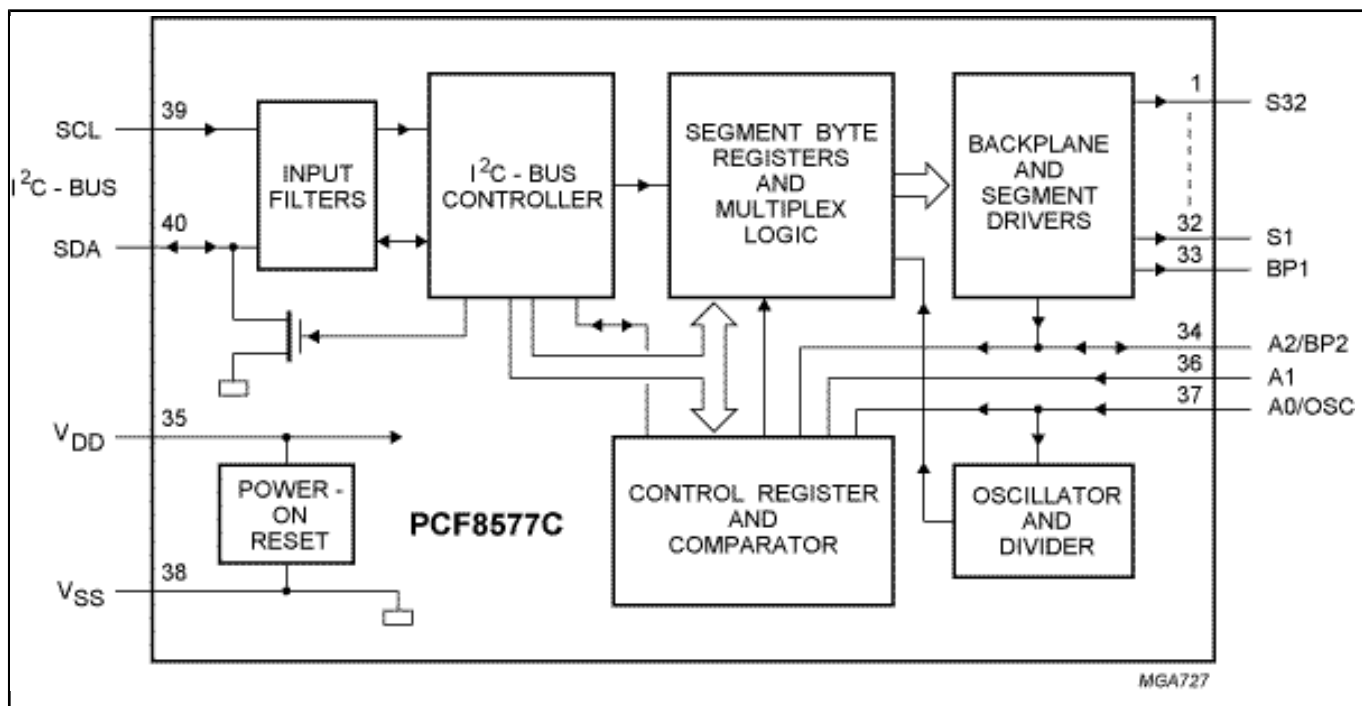 39
SCL
I²C - BUS
40
SDA
INPUT
FILTERS
I²C - BUS
CONTROLLER
SEGMENT BYTE
REGISTERS
AND
MULTIPLEX
LOGIC
BACKPLANE
AND
SEGMENT
DRIVERS
1
S32
32
S1
33
BP1
34
A2/BP2
36
A1
37
A0/OSC
35
VDD
POWER -
ON
RESET
38
VSS
PCF8577C
CONTROL REGISTER
AND
COMPARATOR
OSCILLATOR
AND
DIVIDER
MGA727